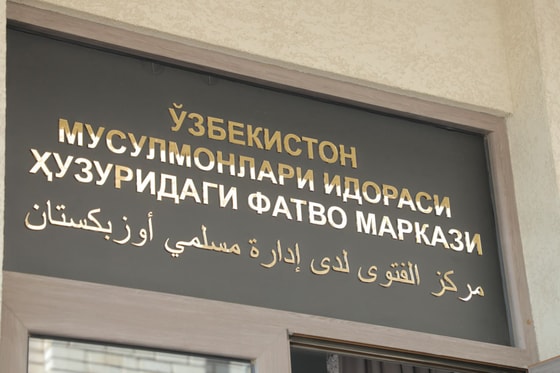 ЎЗБЕКИСТОН
МУСУЛМОНЛАРИ ИДОРАСИ
ҲУЗУРИДАГИ ФАТВО МАРКАЗИ
مركز الفتوى لدى إدارة مسلمي أوزبكستان